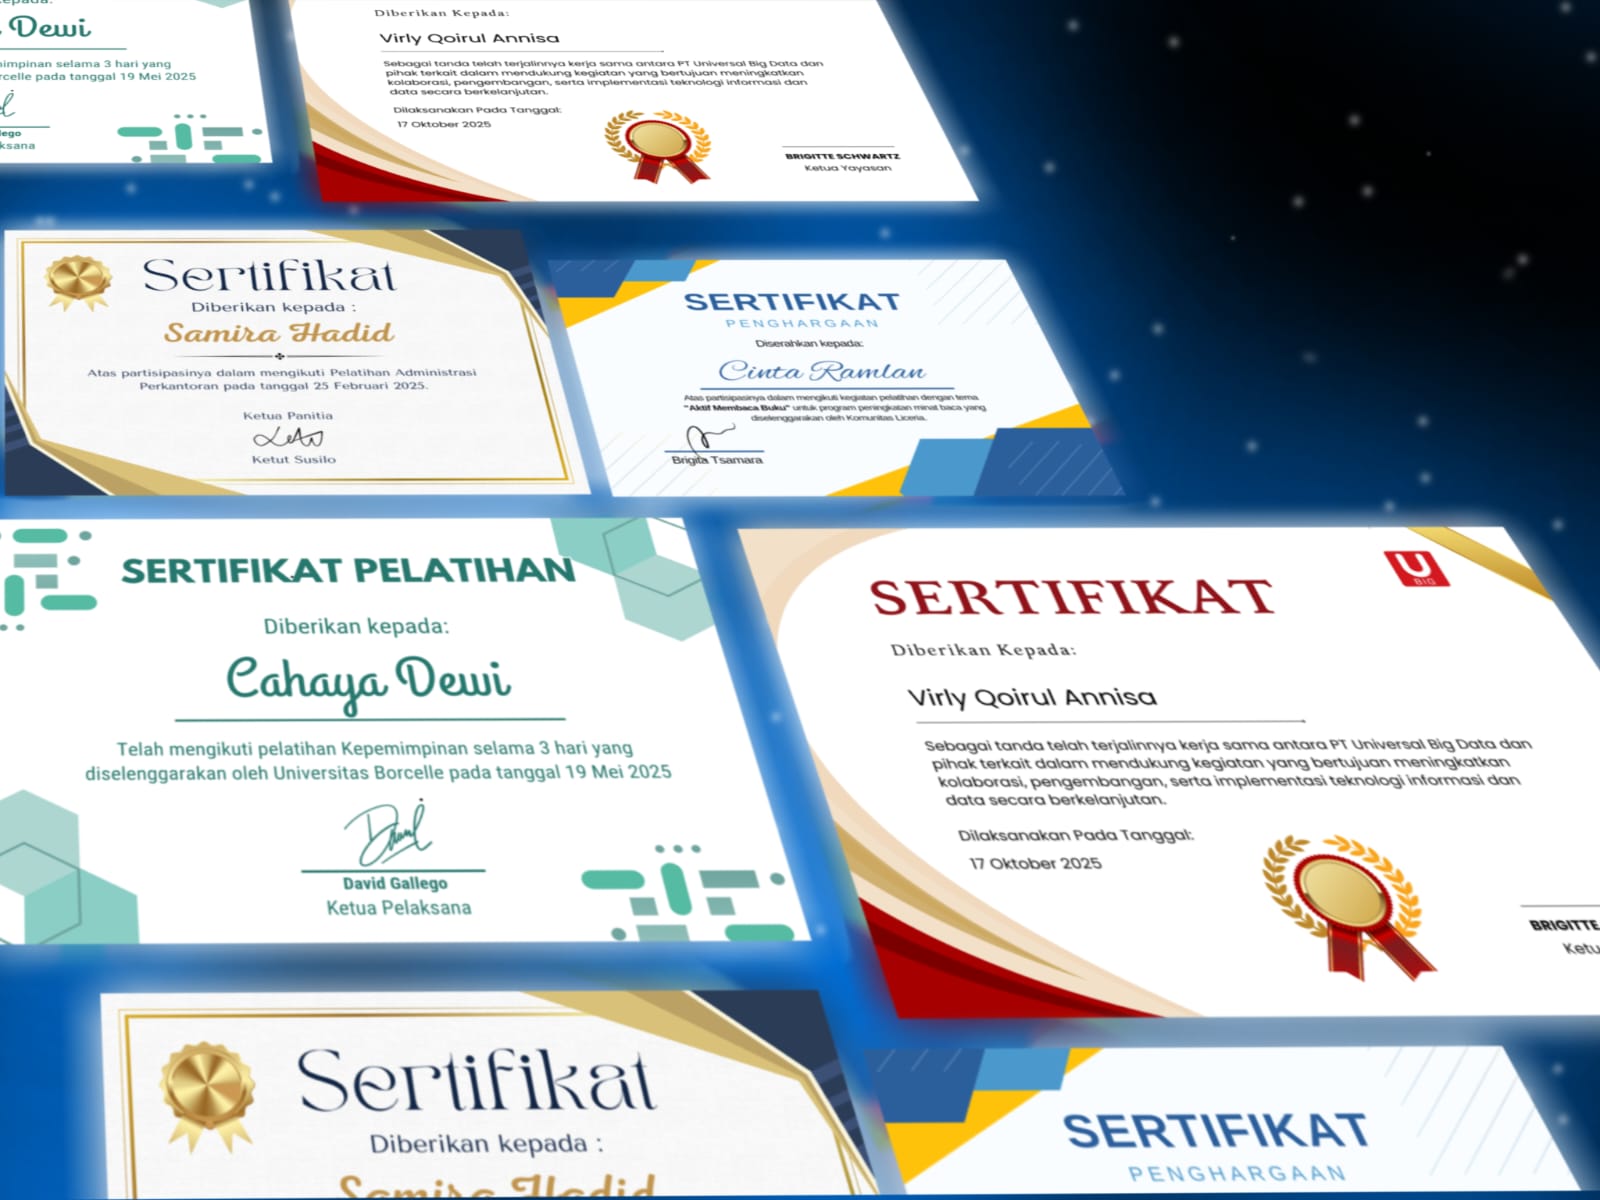 Diberikan Kepada:
Dewi
selama 3 hari yang
pada tanggal 19 Mei 2025
Virly Qoirul Annisa
Sebagai tanda telah terjalinnya kerja sama antara PT Universal Big Data dan
pihak terkait dalam mendukung kegiatan yang bertujuan meningkatkan
kolaborasi, pengembangan, serta implementasi teknologi informasi dan
data secara berkelanjutan.
Dilaksanakan Pada Tanggal:
17 Oktober 2025
BRIGITTE SCHWARTZ
Ketua Yayasan
Sertifikat
Diberikan kepada :
Samira Hadid
Atas partisipasinya dalam mengikuti Pelatihan Administrasi
Perkantoran pada tanggal 25 Februari 2025.
Ketua Panitia
Ketut Susilo
SERTIFIKAT
PENGHARGAAN
Diserahkan kepada:
Cinta Ramlan
Atas partisipasinya dalam mengikuti kegiatan pelatihan dengan tema
"Aktif Membaca Buku" untuk program peningkatan minat baca yang
diselenggarakan oleh Komunitas Liceria.
Brigita Tsamara
SERTIFIKAT PELATIHAN
Diberikan kepada:
Cahaya Dewi
Telah mengikuti pelatihan Kepemimpinan selama 3 hari yang
diselenggarakan oleh Universitas Borcelle pada tanggal 19 Mei 2025
David Gallego
Ketua Pelaksana
U
BIG
SERTIFIKAT
Diberikan Kepada:
Virly Qoirul Annisa
Sebagai tanda telah terjalinnya kerja sama antara PT Universal Big Data dan
pihak terkait dalam mendukung kegiatan yang bertujuan meningkatkan
kolaborasi, pengembangan, serta implementasi teknologi informasi dan
data secara berkelanjutan.
Dilaksanakan Pada Tanggal:
17 Oktober 2025
BRIGITTE
Sertifikat
Diberikan kepada :
Samira Hadid
SERTIFIKAT
PENGHARGAAN